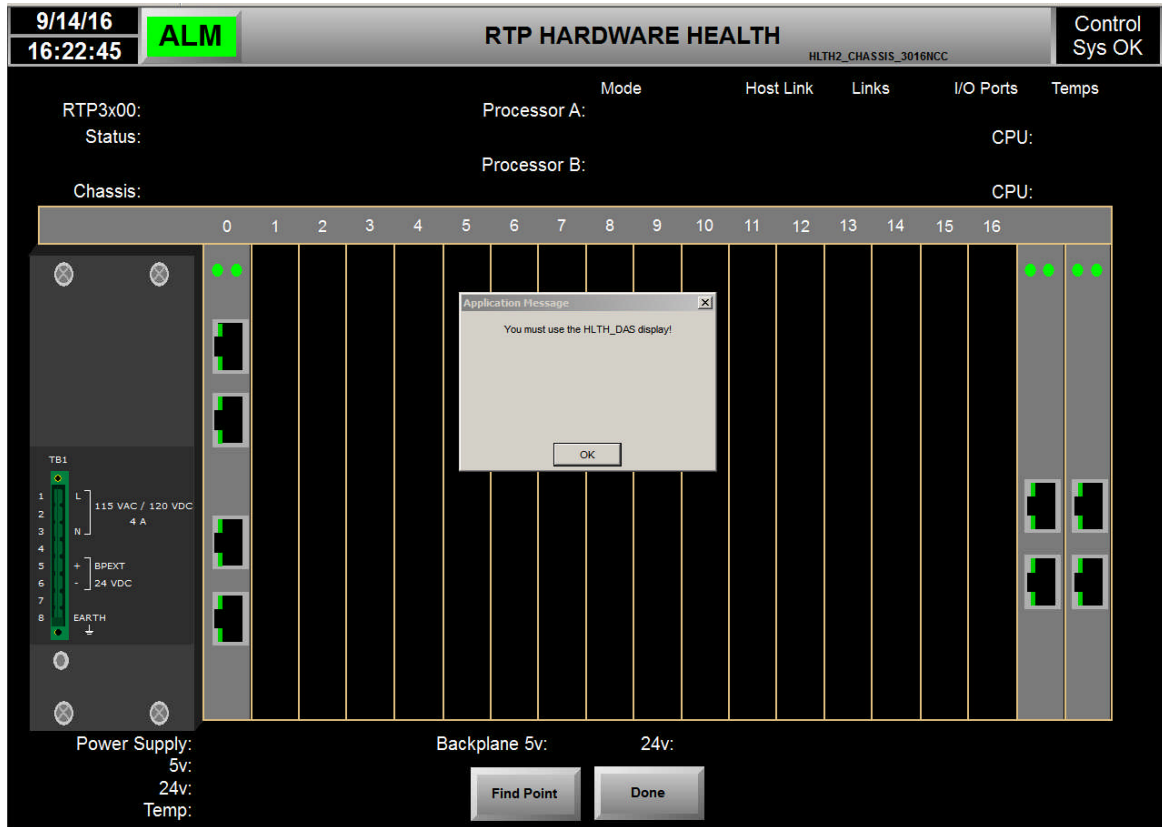 9/14/16
16:22:45
ALM
RTP HARDWARE HEALTH
HLTH2_CHASSIS_3016NCC
Control
Sys OK
Mode Host Link Links I/O Ports Temps
RTP3x00: Processor A:
Status: CPU:
Processor B:
Chassis: CPU:
0 1 2 3 4 5 6 7 8 9 10 11 12 13 14 15 16
Application Message
You must use the HLTH_DAS display!
OK
TB1
1 L
115 VAC / 120 VDC
2
4 A
3 N
4
5 + BPEXT
6 - 24 VDC
7
8 EARTH
Power Supply: Backplane 5v: 24v:
5v:
24v:
Temp:
Find Point Done